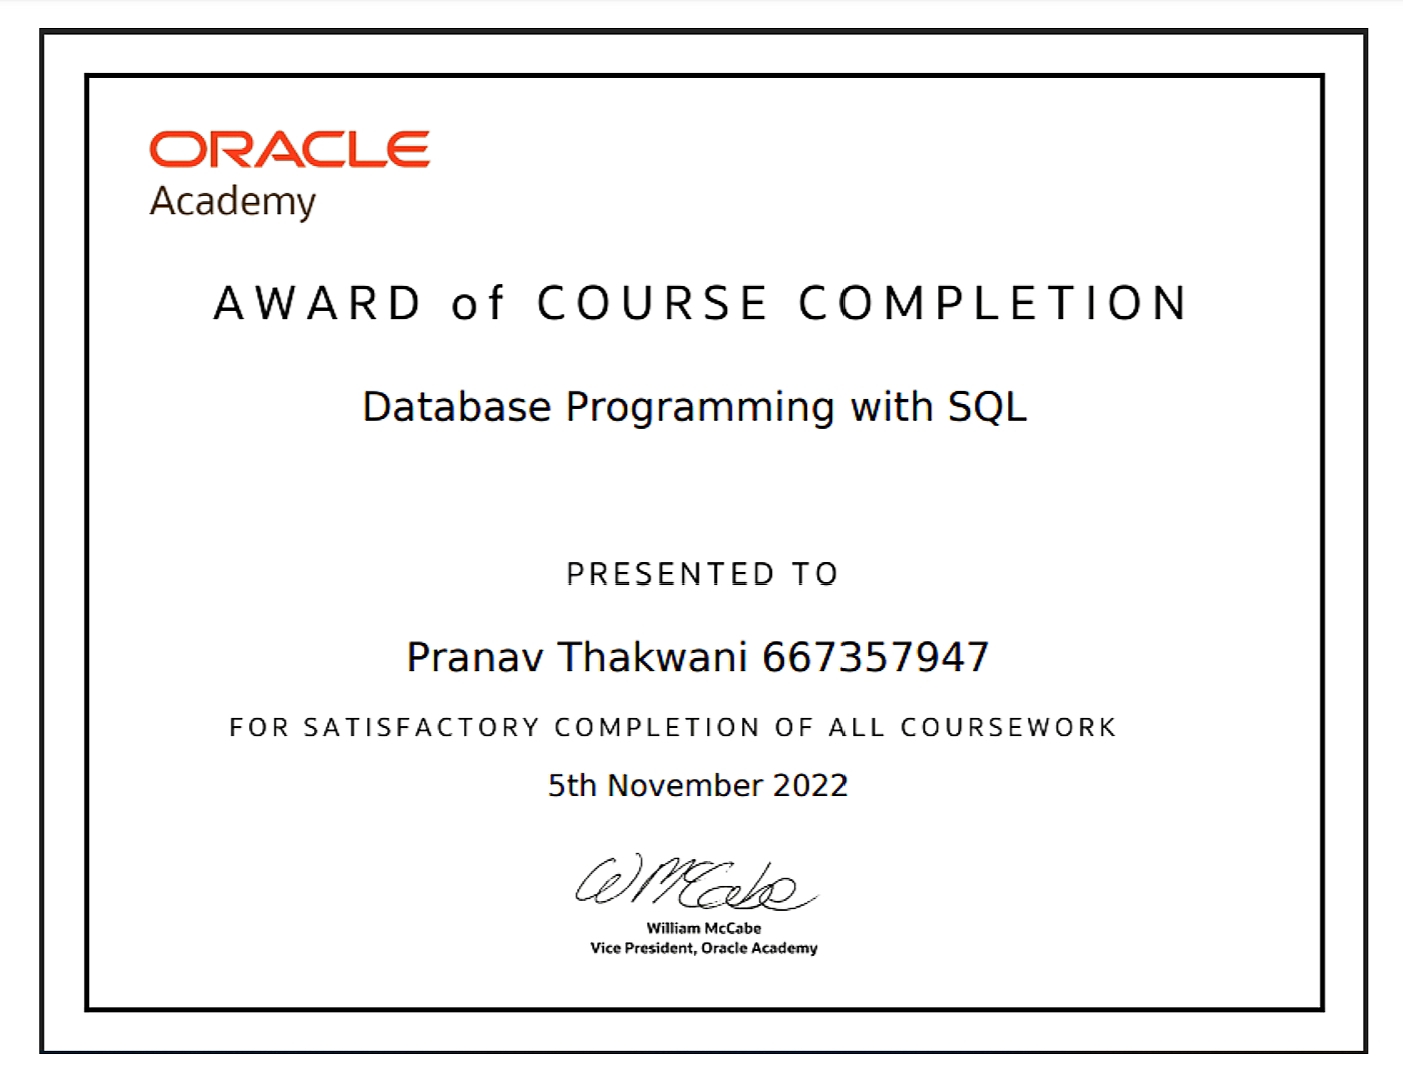 ORACLE
Academy
AWARD of COURSE COMPLETION
Database Programming with SQL
PRESENTED TO
Pranav Thakwani 667357947
FOR SATISFACTORY COMPLETION OF ALL COURSEWORK
5th November 2022
W McCabe
William McCabe
Vice President, Oracle Academy